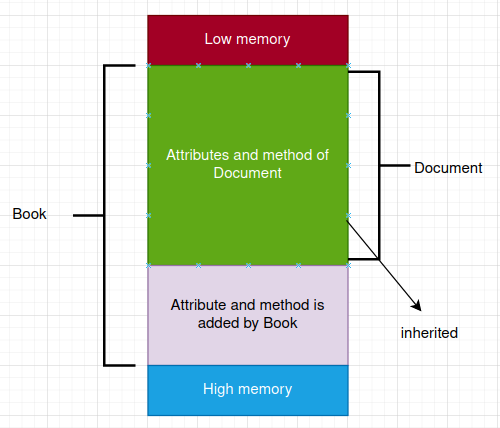 Low memory
Attributes and method of
Document
Document
Book
Attribute and method is
added by Book
inherited
High memory